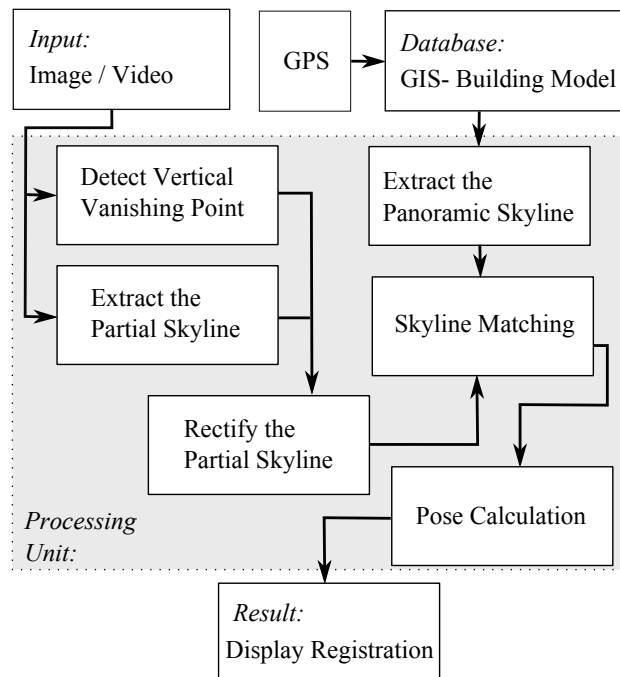 Input:
Image / Video
GPS
Database:
GIS- Building Model
Detect Vertical
Vanishing Point
Extract the
Panoramic Skyline
Extract the
Partial Skyline
Skyline Matching
Rectify the
Partial Skyline
Pose Calculation
Processing
Unit:
Result:
Display Registration